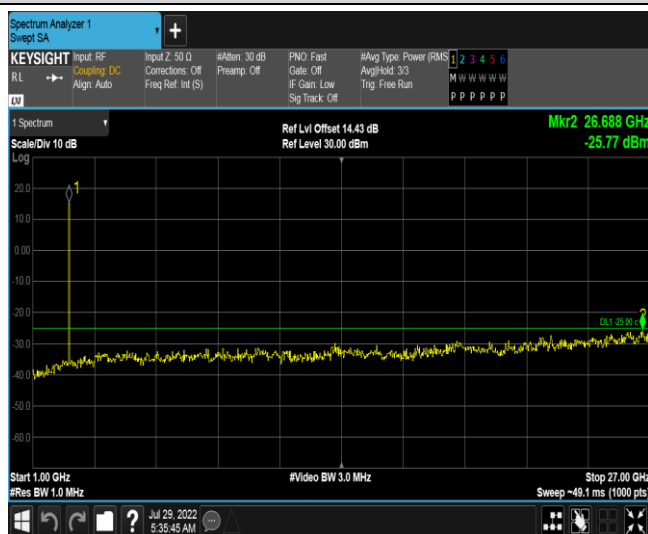 Spectrum Analyzer 1
Swept SA
+
KEYSIGHT
RL
LXI
Input: RF
Coupling: DC
Align: Auto
Input Z: 50 Ω
Corrections: Off
Freq Ref: Int (S)
#Atten: 30 dB
Preamp: Off
PNO: Fast
Gate: Off
IF Gain: Low
Sig Track: Off
#Avg Type: Power (RMS
Avg|Hold: 3/3
Trig: Free Run
1 2 3 4 5 6
M W W W W W
P P P P P P
1 Spectrum
Scale/Div 10 dB
Log
Ref Lvl Offset 14.43 dB
Ref Level 30.00 dBm
Mkr2 26.688 GHz
-25.77 dBm
1
20.0
10.0
0.00
-10.0
-20.0
2
DL1 -25.00 c
-30.0
-40.0
-50.0
-60.0
Start 1.00 GHz
#Res BW 1.0 MHz
#Video BW 3.0 MHz
Stop 27.00 GHz
Sweep ~49.1 ms (1000 pts)
?
Jul 29, 2022
5:35:45 AM